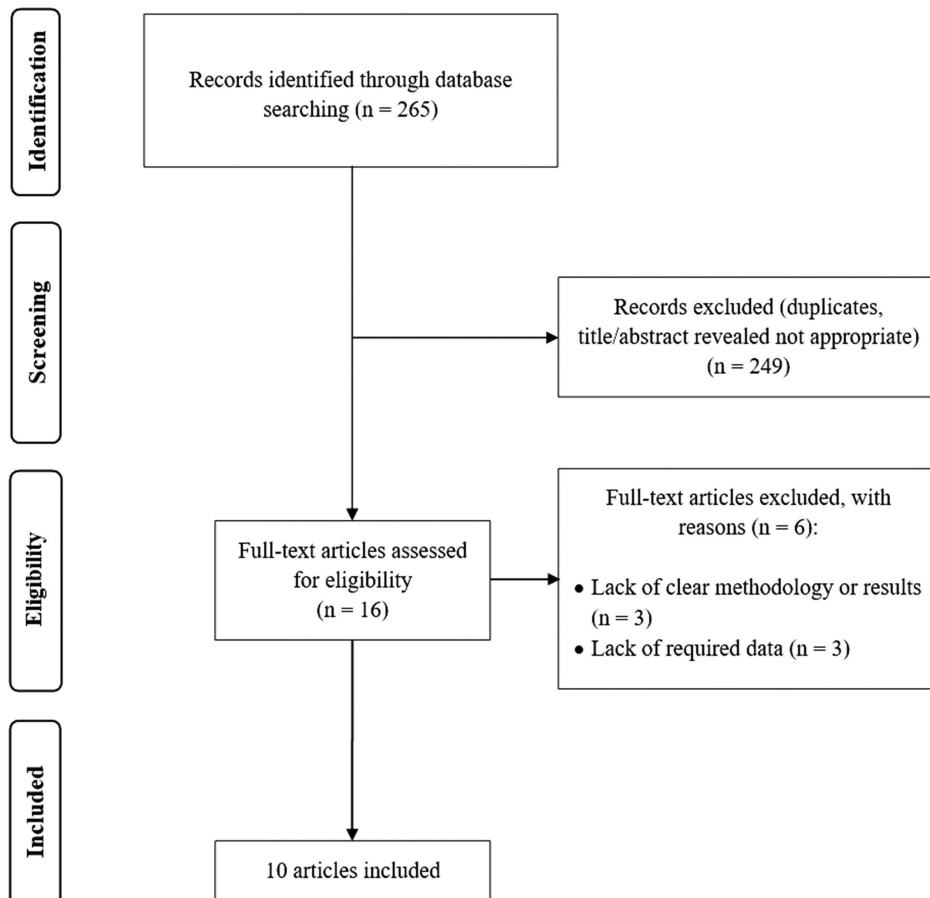 Identification
Records identified through database
searching (n = 265)
Screening
Records excluded (duplicates,
title/abstract revealed not appropriate)
(n = 249)
Eligibility
Full-text articles assessed
for eligibility
(n = 16)
Full-text articles excluded, with
reasons (n = 6):
• Lack of clear methodology or results
(n = 3)
• Lack of required data (n = 3)
Included
10 articles included